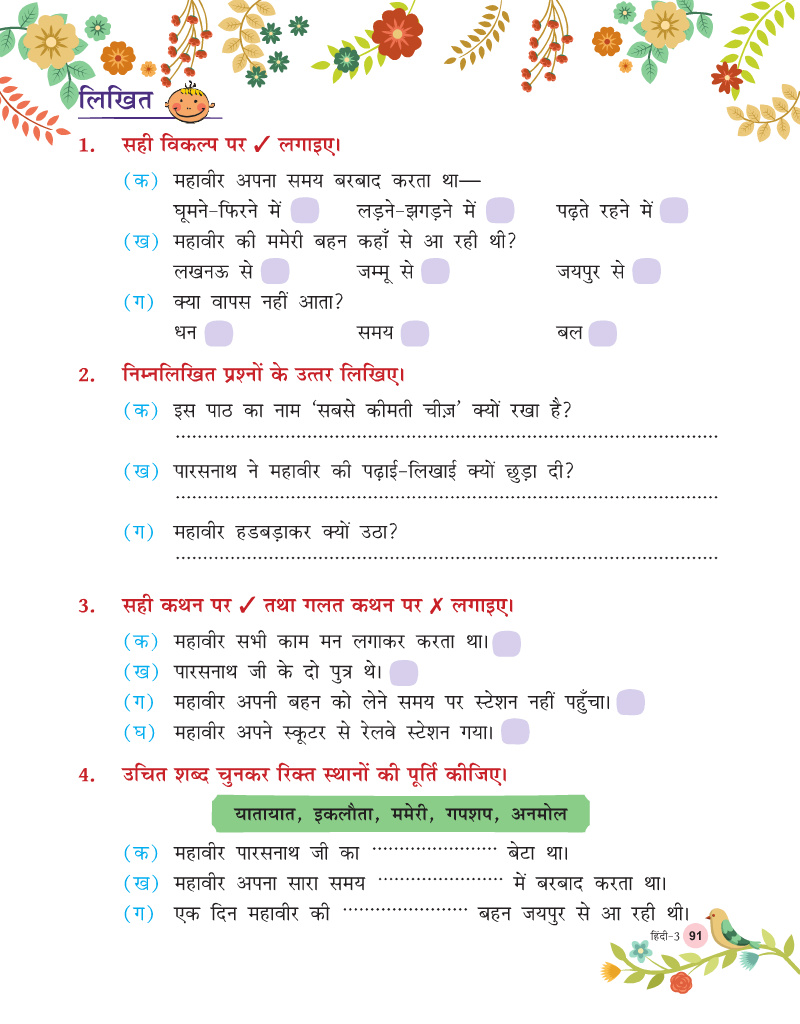 लिखित
1. सही विकल्प पर ✓ लगाइए।
(क) महावीर अपना समय बरबाद करता था—
घूमने-फिरने में लड़ने-झगड़ने में पढ़ते रहने में
(ख) महावीर की ममेरी बहन कहाँ से आ रही थी?
लखनऊ से जम्मू से जयपुर से
(ग) क्या वापस नहीं आता?
धन समय बल
2. निम्नलिखित प्रश्नों के उत्तर लिखिए।
(क) इस पाठ का नाम ‘सबसे कीमती चीज़’ क्यों रखा है?
(ख) पारसनाथ ने महावीर की पढ़ाई-लिखाई क्यों छुड़ा दी?
(ग) महावीर हडबड़ाकर क्यों उठा?
3. सही कथन पर ✓ तथा गलत कथन पर ✗ लगाइए।
(क) महावीर सभी काम मन लगाकर करता था।
(ख) पारसनाथ जी के दो पुत्र थे।
(ग) महावीर अपनी बहन को लेने समय पर स्टेशन नहीं पहुँचा।
(घ) महावीर अपने स्कूटर से रेलवे स्टेशन गया।
4. उचित शब्द चुनकर रिक्त स्थानों की पूर्ति कीजिए।
यातायात, इकलौता, ममेरी, गपशप, अनमोल
(क) महावीर पारसनाथ जी का ....................... बेटा था।
(ख) महावीर अपना सारा समय ....................... में बरबाद करता था।
(ग) एक दिन महावीर की ....................... बहन जयपुर से आ रही थी।
हिंदी-3 91